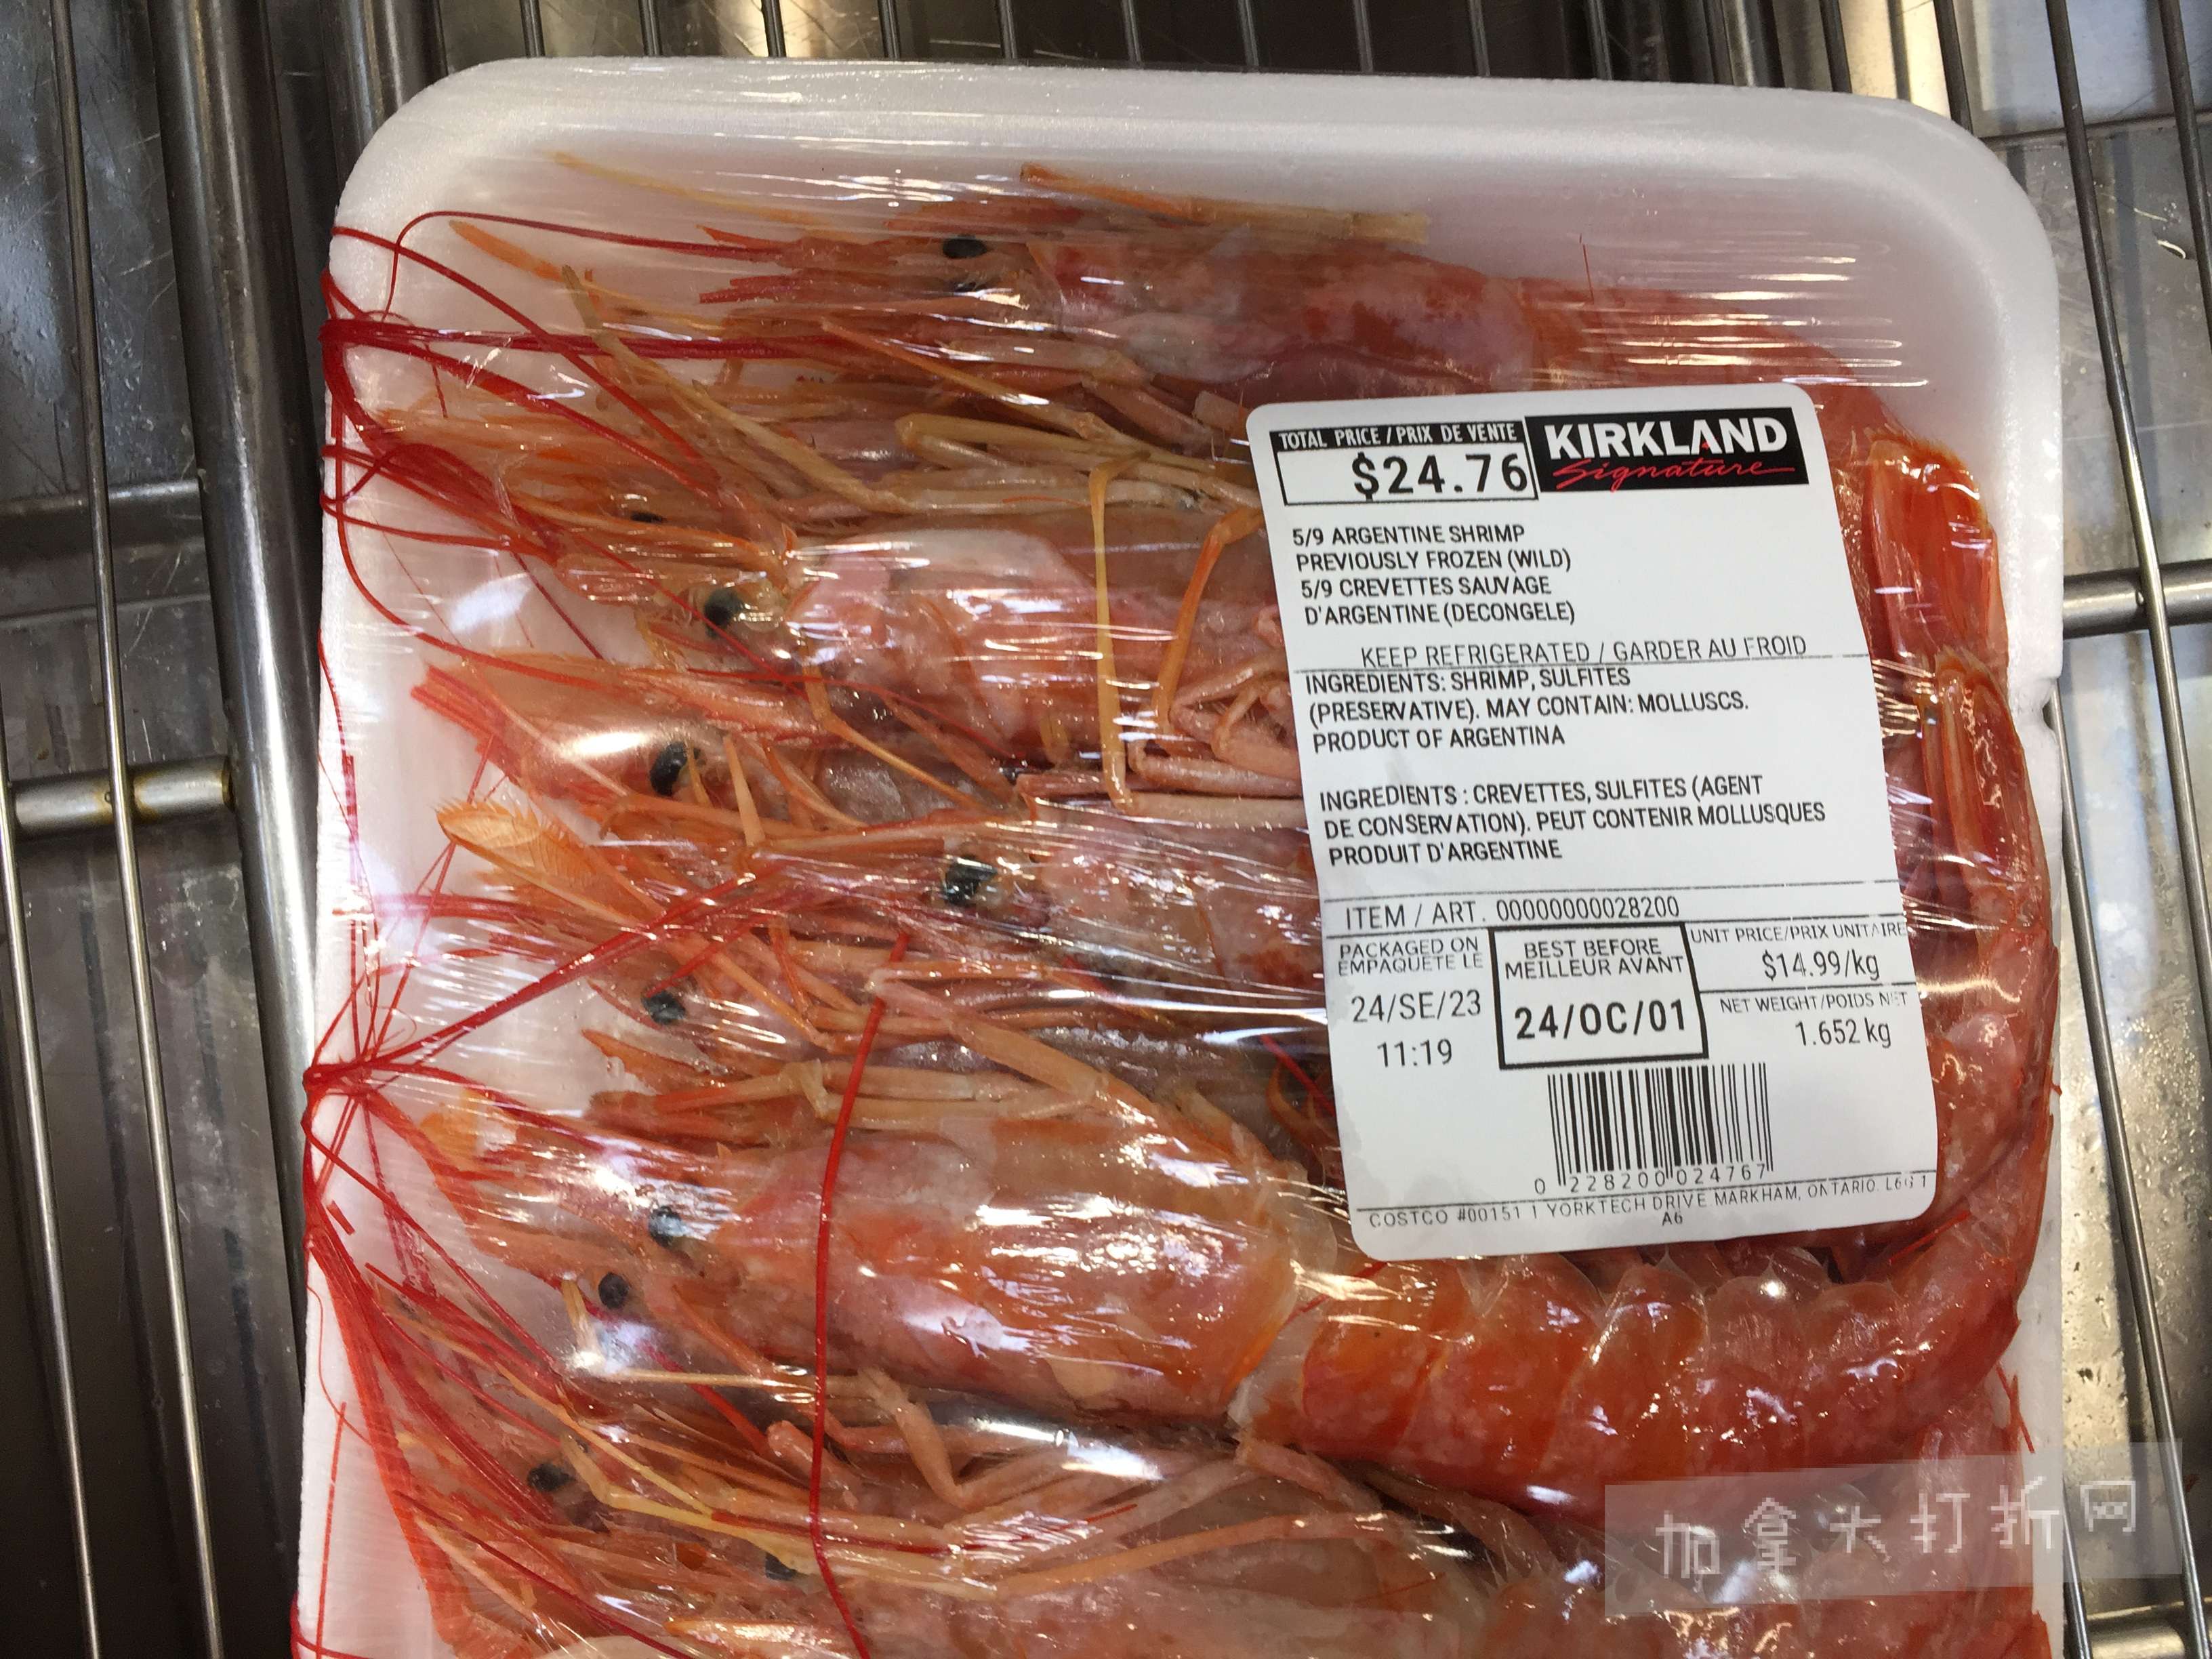 TOTAL PRICE / PRIX DE VENTE
$24.76
KIRKLAND
Signature
5/9 ARGENTINE SHRIMP
PREVIOUSLY FROZEN (WILD)
5/9 CREVETTES SAUVAGE
D'ARGENTINE (DECONGELE)
KEEP REFRIGERATED / GARDER AU FROID
INGREDIENTS: SHRIMP, SULFITES
(PRESERVATIVE). MAY CONTAIN: MOLLUSCS.
PRODUCT OF ARGENTINA
INGREDIENTS : CREVETTES, SULFITES (AGENT
DE CONSERVATION). PEUT CONTENIR MOLLUSQUES
PRODUIT D'ARGENTINE
ITEM / ART. 00000000028200
PACKAGED ON
EMPAQUETE LE
24/SE/23
11:19
BEST BEFORE
MEILLEUR AVANT
24/OC/01
UNIT PRICE/PRIX UNITAIRE
$14.99/kg
NET WEIGHT/POIDS NET
1.652 kg
0 228200 024767
COSTCO #00151 1 YORKTECH DRIVE MARKHAM, ONTARIO.
A6
加拿大打折网